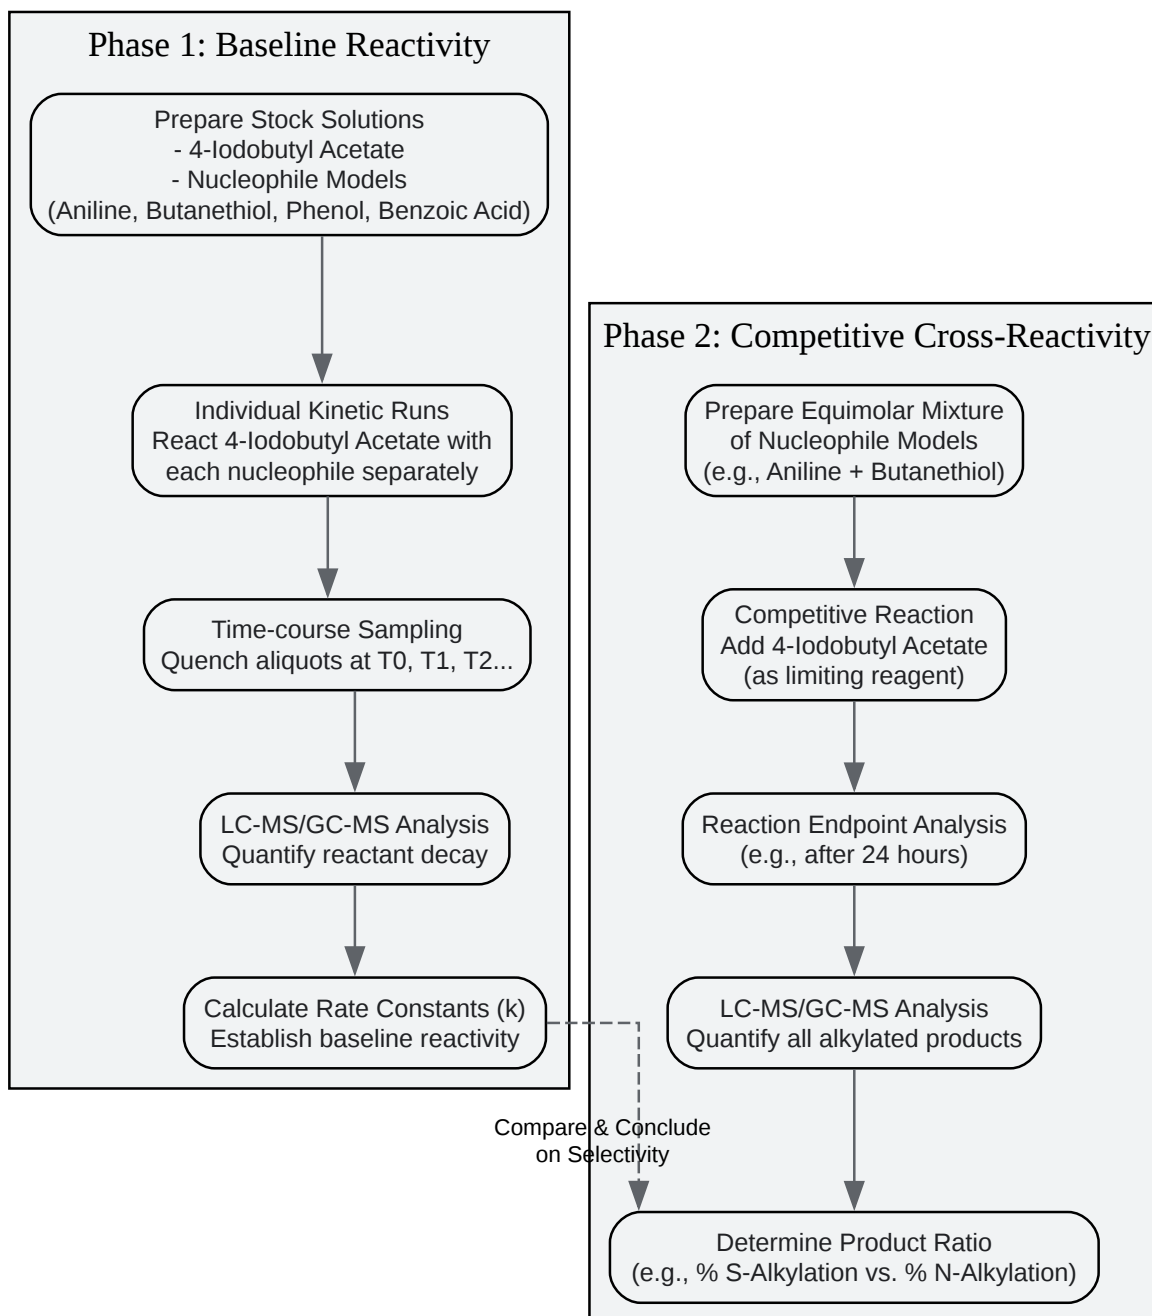 Phase 1: Baseline Reactivity
Prepare Stock Solutions
- 4-Iodobutyl Acetate
- Nucleophile Models
(Aniline, Butanethiol, Phenol, Benzoic Acid)
Individual Kinetic Runs
React 4-Iodobutyl Acetate with
each nucleophile separately
Time-course Sampling
Quench aliquots at T0, T1, T2...
LC-MS/GC-MS Analysis
Quantify reactant decay
Calculate Rate Constants (k)
Establish baseline reactivity
Compare & Conclude
on Selectivity
Phase 2: Competitive Cross-Reactivity
Prepare Equimolar Mixture
of Nucleophile Models
(e.g., Aniline + Butanethiol)
Competitive Reaction
Add 4-Iodobutyl Acetate
(as limiting reagent)
Reaction Endpoint Analysis
(e.g., after 24 hours)
LC-MS/GC-MS Analysis
Quantify all alkylated products
Determine Product Ratio
(e.g., % S-Alkylation vs. % N-Alkylation)